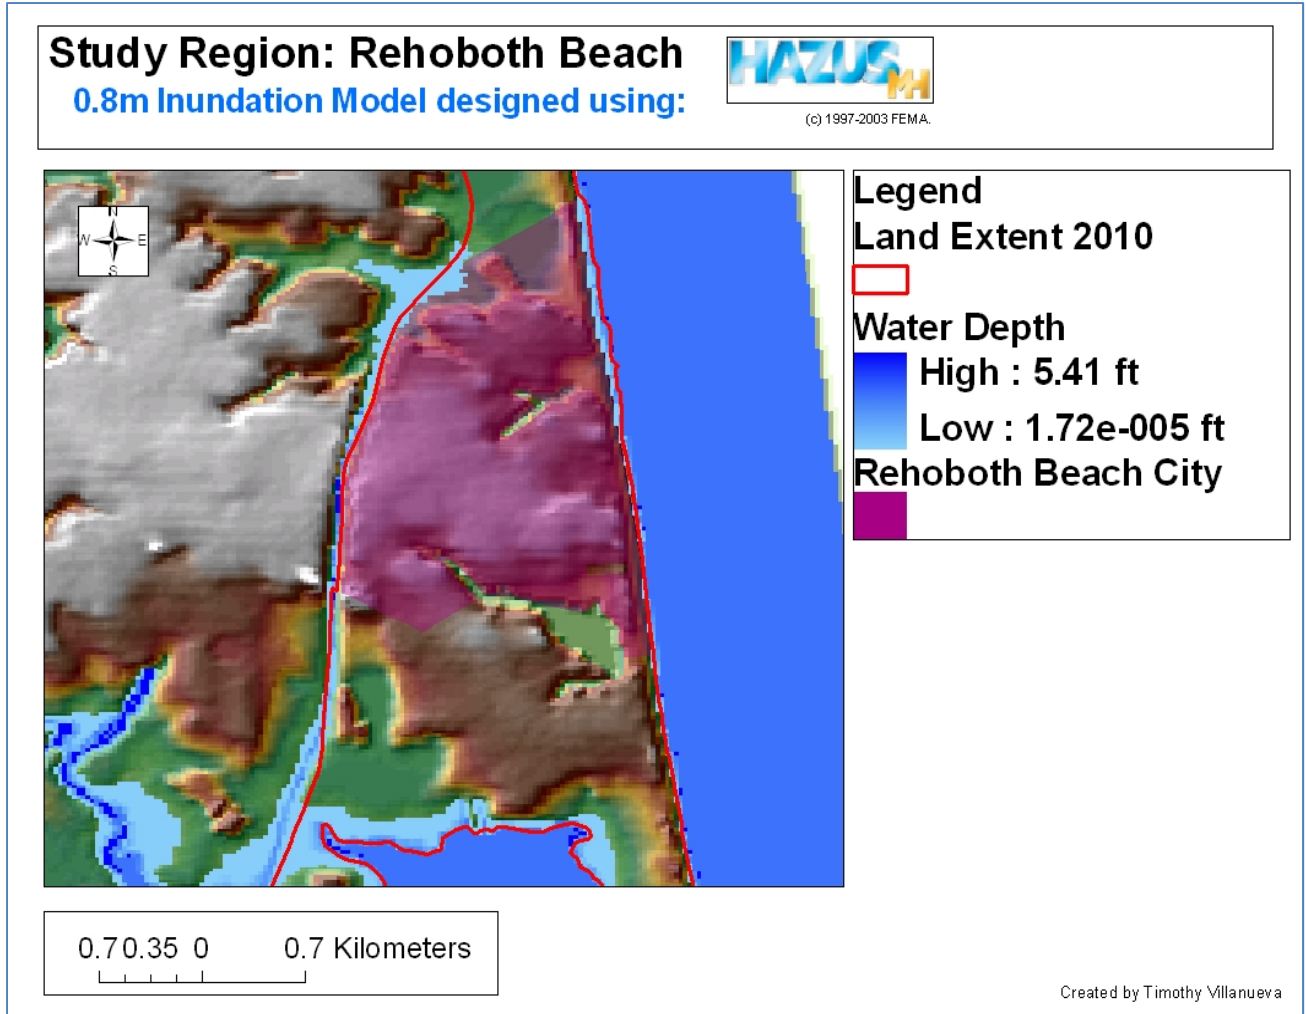 Study Region: Rehoboth Beach
0.8m Inundation Model designed using:
HAZUS MH
(c) 1997-2003 FEMA.
N
W E
S
Legend
Land Extent 2010
Water Depth
High : 5.41 ft
Low : 1.72e-005 ft
Rehoboth Beach City
0.7 0.35 0 0.7 Kilometers
Created by Timothy Villanueva